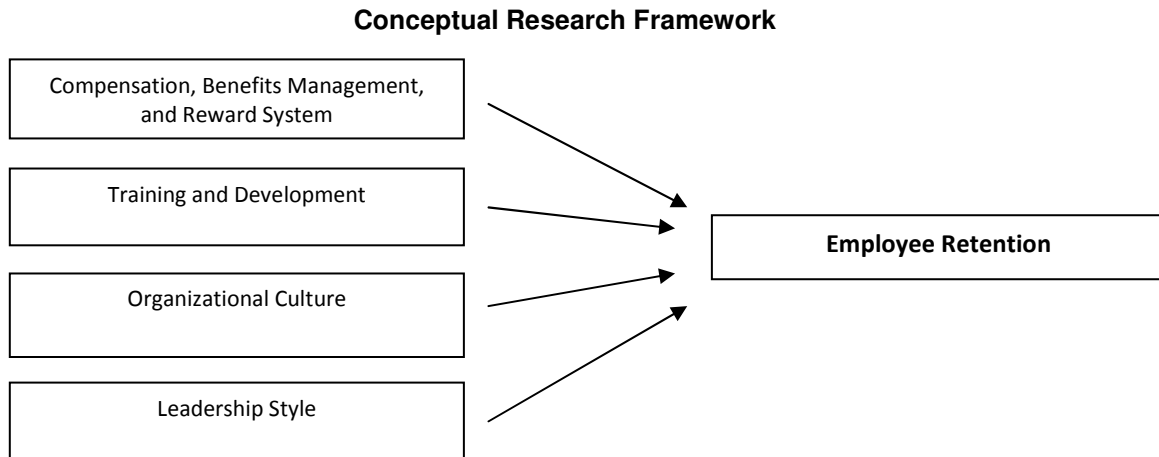 Conceptual Research Framework
Compensation, Benefits Management,
and Reward System
Training and Development
Employee Retention
Organizational Culture
Leadership Style